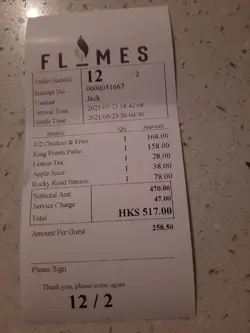 FLAMES
Table/Guest(s) 12 / 2
Receipt No 0000051667
Cashier Jack
Arrival Time 2021-05-23 18:42:08
Settle Time 2021-05-23 20:04:36
Item(s) Qty Amount
1/2 Chicken & Fries 1 168.00
King Prawn Pasta 1 158.00
Lemon Tea 1 28.00
Apple Juice 1 38.00
Rocky Road Smores 1 78.00
Subtotal Amt 470.00
Service Charge 47.00
Total HK$ 517.00
Amount Per Guest 258.50
Please Sign
Thank you, please come again
12 / 2